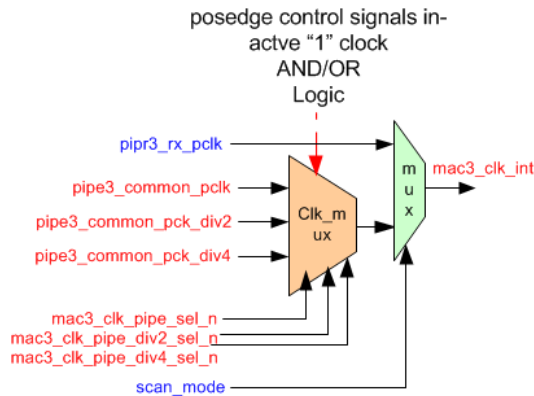 posedge control signals in-
actve “1” clock
AND/OR
Logic
pipr3_rx_pclk
mac3_clk_int
m
u
x
pipe3_common_pclk
pipe3_common_pck_div2
pipe3_common_pck_div4
Clk_m
ux
mac3_clk_pipe_sel_n
mac3_clk_pipe_div2_sel_n
mac3_clk_pipe_div4_sel_n
scan_mode